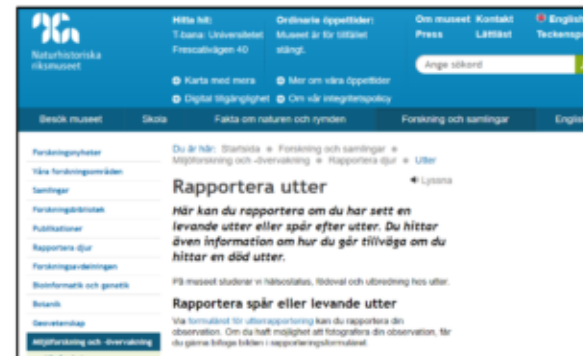 Naturhistoriska
riksmuseet
Hitta hit:
T-bana: Universitetet
Frescativägen 40
Karta med mera
Digital tillgänglighet
Ordinarie öppettider:
Museet är för tillfället
stängt.
Mer om våra öppettider
Om vår integritetspolicy
Om museet Kontakt English
Press Lättläst Teckenspr
Ange sökord
Besök museet Skola Fakta om naturen och rymden Forskning och samlingar English
Forskningsnyheter
Våra forskningsområden
Samlingar
Forskningsbibliotek
Publikationer
Rapportera djur
Forskningsavdelningen
Bioinformatik och genetik
Botanik
Geovetenskap
Miljöforskning och -övervakning
Du är här: Startsida Forskning och samlingar
Miljöforskning och -övervakning Rapportera djur Utter
Lyssna
Rapportera utter
Här kan du rapportera om du har sett en
levande utter eller spår efter utter. Du hittar
även information om hur du går tillväga om du
hittar en död utter.
På museet studerar vi hälsostatus, födoval och utbredning hos utter.
Rapportera spår eller levande utter
Via formuläret för utterrapportering kan du rapportera din
observation. Om du haft möjlighet att fotografera din observation, får
du gärna bifoga bilden i rapporteringsformuläret.